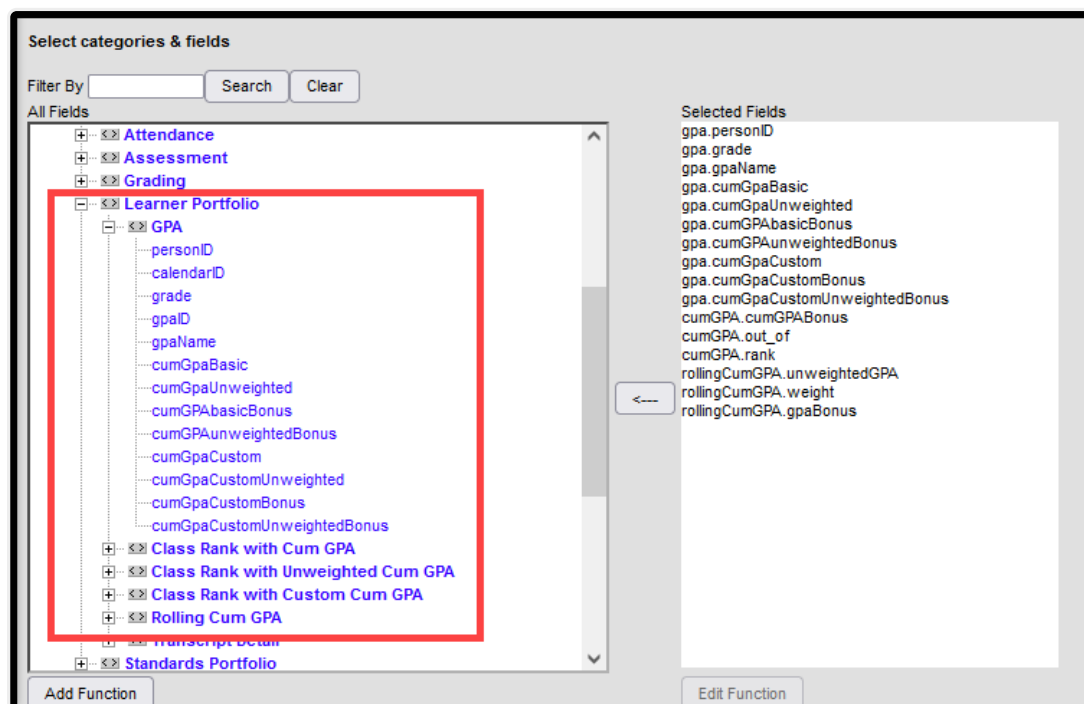 Select categories & fields
Filter By
Search
Clear
All Fields
Attendance
Assessment
Grading
Learner Portfolio
GPA
personID
calendarID
grade
gpaID
gpaName
cumGpaBasic
cumGpaUnweighted
cumGPAbasicBonus
cumGPAunweightedBonus
cumGpaCustom
cumGpaCustomUnweighted
cumGpaCustomBonus
cumGpaCustomUnweightedBonus
Class Rank with Cum GPA
Class Rank with Unweighted Cum GPA
Class Rank with Custom Cum GPA
Rolling Cum GPA
Transcript Detail
Standards Portfolio
Add Function
<---
Selected Fields
gpa.personID
gpa.grade
gpa.gpaName
gpa.cumGpaBasic
gpa.cumGpaUnweighted
gpa.cumGPAbasicBonus
gpa.cumGPAunweightedBonus
gpa.cumGpaCustom
gpa.cumGpaCustomBonus
gpa.cumGpaCustomUnweightedBonus
cumGPA.cumGPABonus
cumGPA.out_of
cumGPA.rank
rollingCumGPA.unweightedGPA
rollingCumGPA.weight
rollingCumGPA.gpaBonus
Edit Function